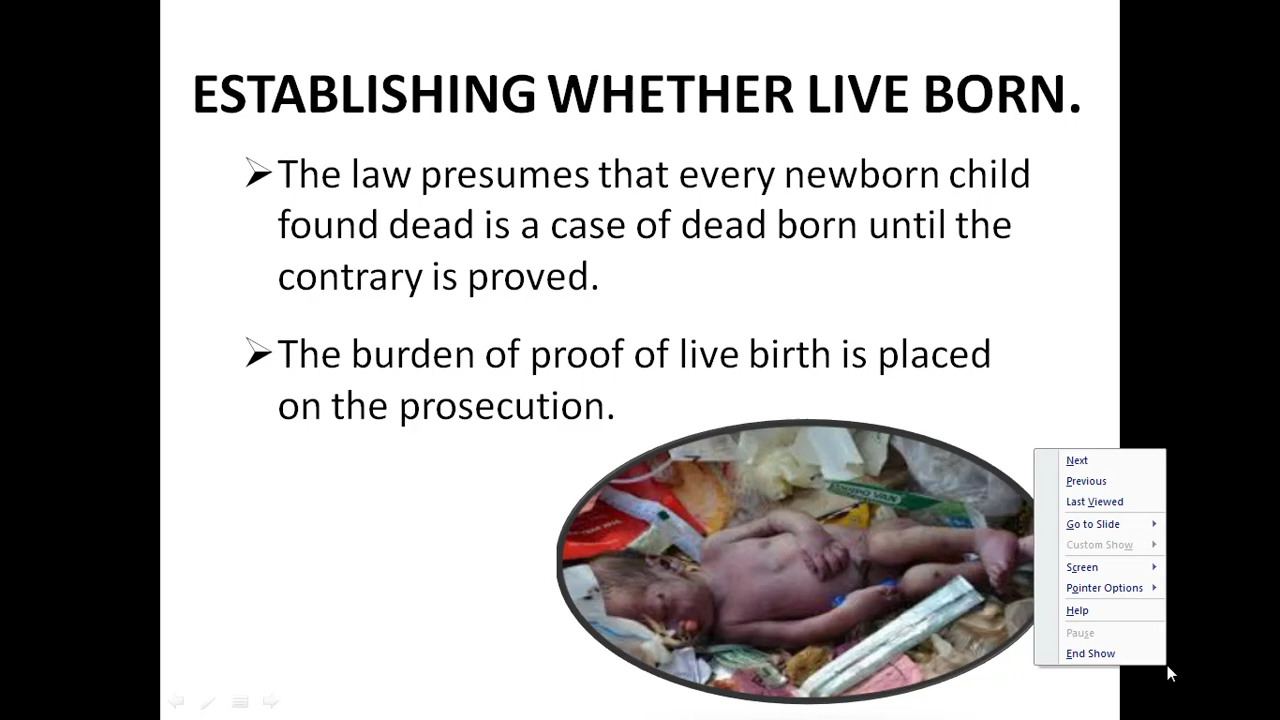 ESTABLISHING WHETHER LIVE BORN.
➢The law presumes that every newborn child
found dead is a case of dead born until the
contrary is proved.
➢The burden of proof of live birth is placed
on the prosecution.
Next
Previous
Last Viewed
Go to Slide
Custom Show
Screen
Pointer Options
Help
Pause
End Show